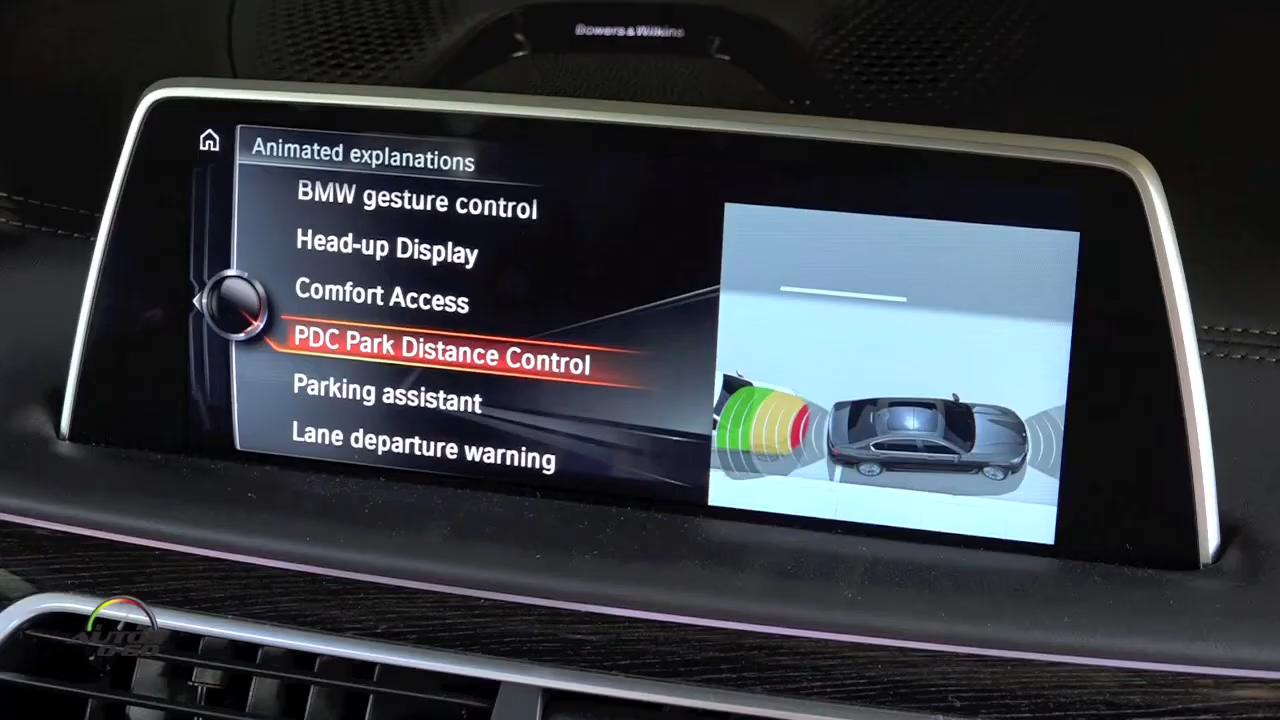 Bowers & Wilkins
Animated explanations
BMW gesture control
Head-up Display
Comfort Access
PDC Park Distance Control
Parking assistant
Lane departure warning